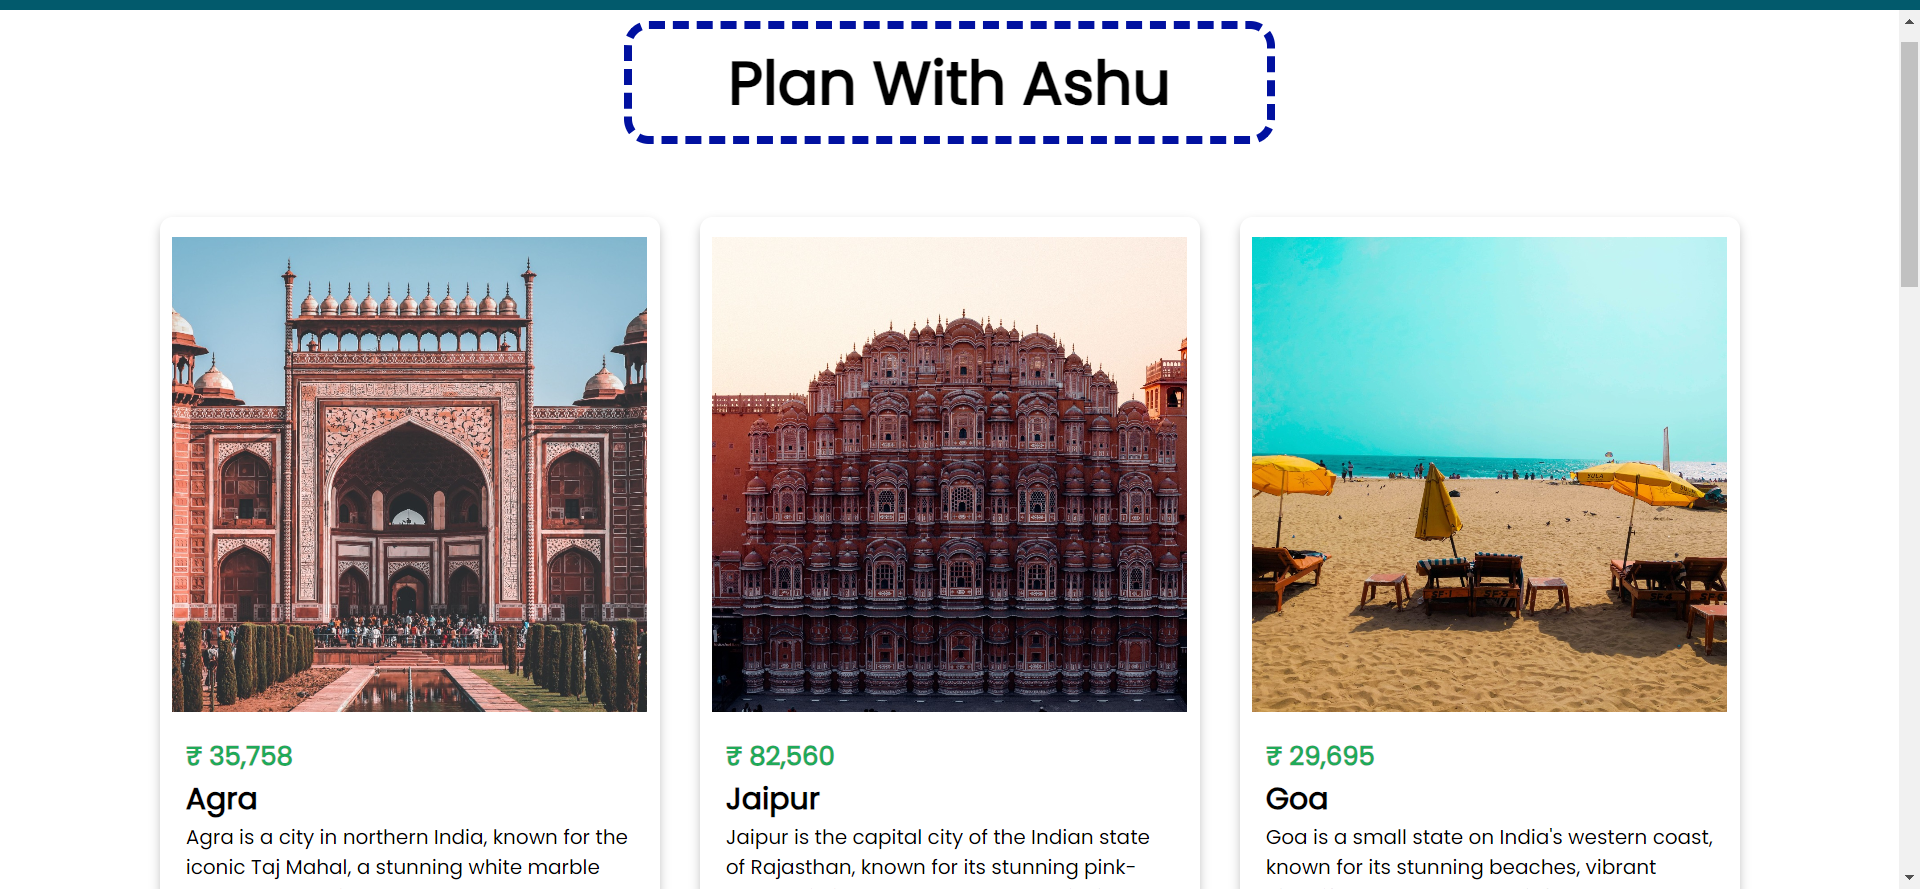 Plan With Ashu
₹ 35,758
Agra
Agra is a city in northern India, known for the
iconic Taj Mahal, a stunning white marble
₹ 82,560
Jaipur
Jaipur is the capital city of the Indian state
of Rajasthan, known for its stunning pink-
₹ 29,695
Goa
Goa is a small state on India's western coast,
known for its stunning beaches, vibrant
SULA